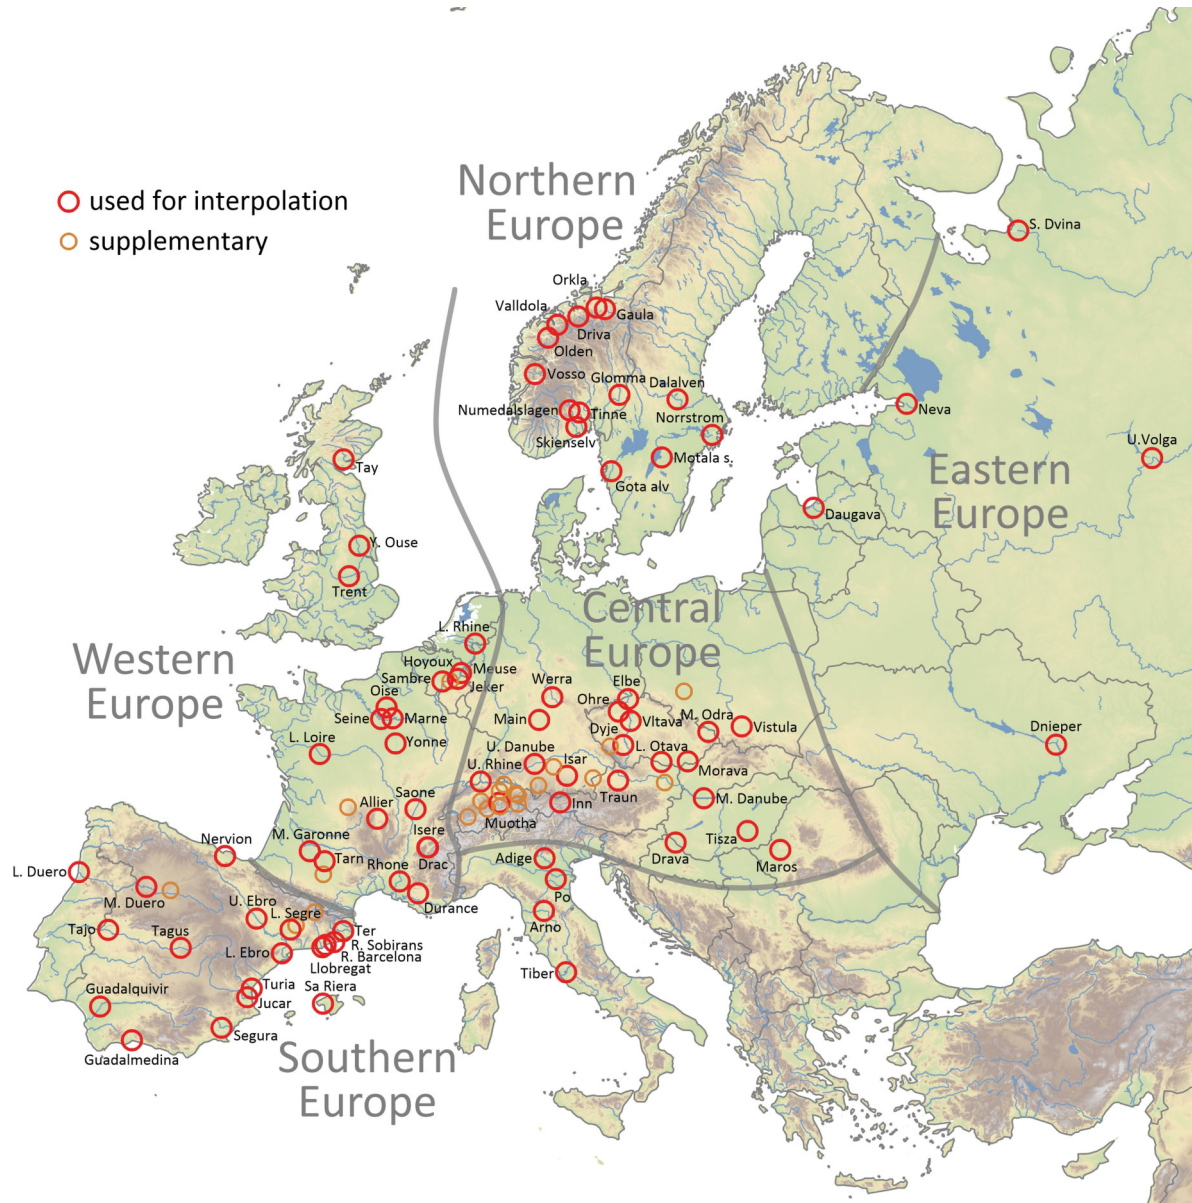 Northern
Europe
used for interpolation
supplementary
S. Dvina
Orkla
Valldola
Gaula
Driva
Olden
Vosso
Glomma
Dalalven
Numedalslagen
Tinne
Norrstrom
Skienselv
Neva
U.Volga
Tay
Motala s.
Eastern
Europe
Gota alv
Daugava
Y. Ouse
Trent
Central
Europe
L. Rhine
Western
Europe
Hoyoux
Meuse
Sambre
Jeker
Oise
Werra
Elbe
Ohre
Seine
Marne
Main
Dyje
Vltava
M. Odra
Vistula
Dnieper
L. Loire
Yonne
U. Danube
L. Otava
Isar
U. Rhine
Morava
Traun
Saone
Allier
Inn
M. Danube
Muotha
Nervion
M. Garonne
Isere
Tisza
Tarn
Drac
Drava
Maros
Rhone
Adige
L. Duero
M. Duero
Durance
Po
U. Ebro
L. Segre
Arno
Tajo
Tagus
Ter
R. Sobirans
L. Ebro
R. Barcelona
Llobregat
Tiber
Guadalquivir
Turia
Sa Riera
Jucar
Segura
Guadalmedina
Southern
Europe